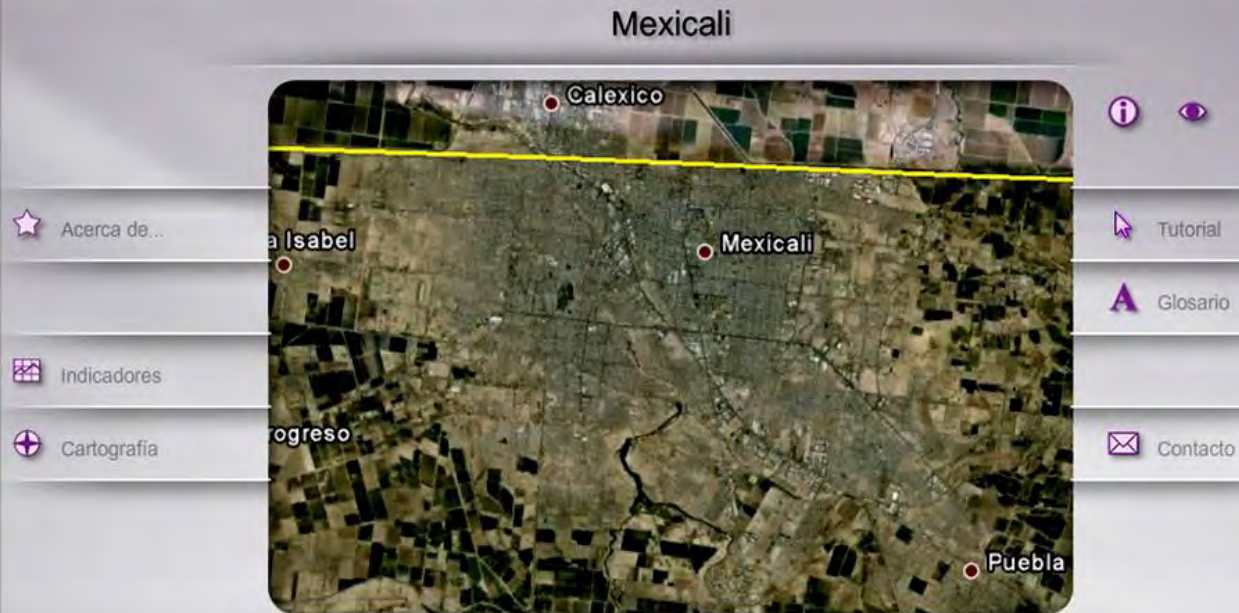 Mexicali
Calexico
Acerca de...
a Isabel
Mexicali
Tutorial
Glosario
Indicadores
rogreso
Cartografía
Contacto
Puebla